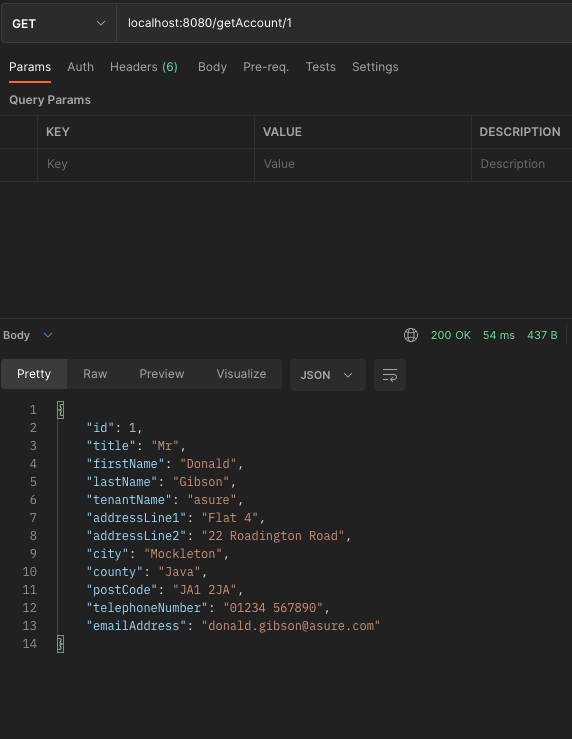 GET localhost:8080/getAccount/1
Params Auth Headers (6) Body Pre-req. Tests Settings
Query Params
KEY VALUE DESCRIPTION
Key Value Description
Body 200 OK 54 ms 437 B
Pretty Raw Preview Visualize JSON
1 {
2 "id": 1,
3 "title": "Mr",
4 "firstName": "Donald",
5 "lastName": "Gibson",
6 "tenantName": "asure",
7 "addressLine1": "Flat 4",
8 "addressLine2": "22 Roadington Road",
9 "city": "Mockleton",
10 "county": "Java",
11 "postCode": "JA1 2JA",
12 "telephoneNumber": "01234 567890",
13 "emailAddress": "donald.gibson@asure.com"
14 }